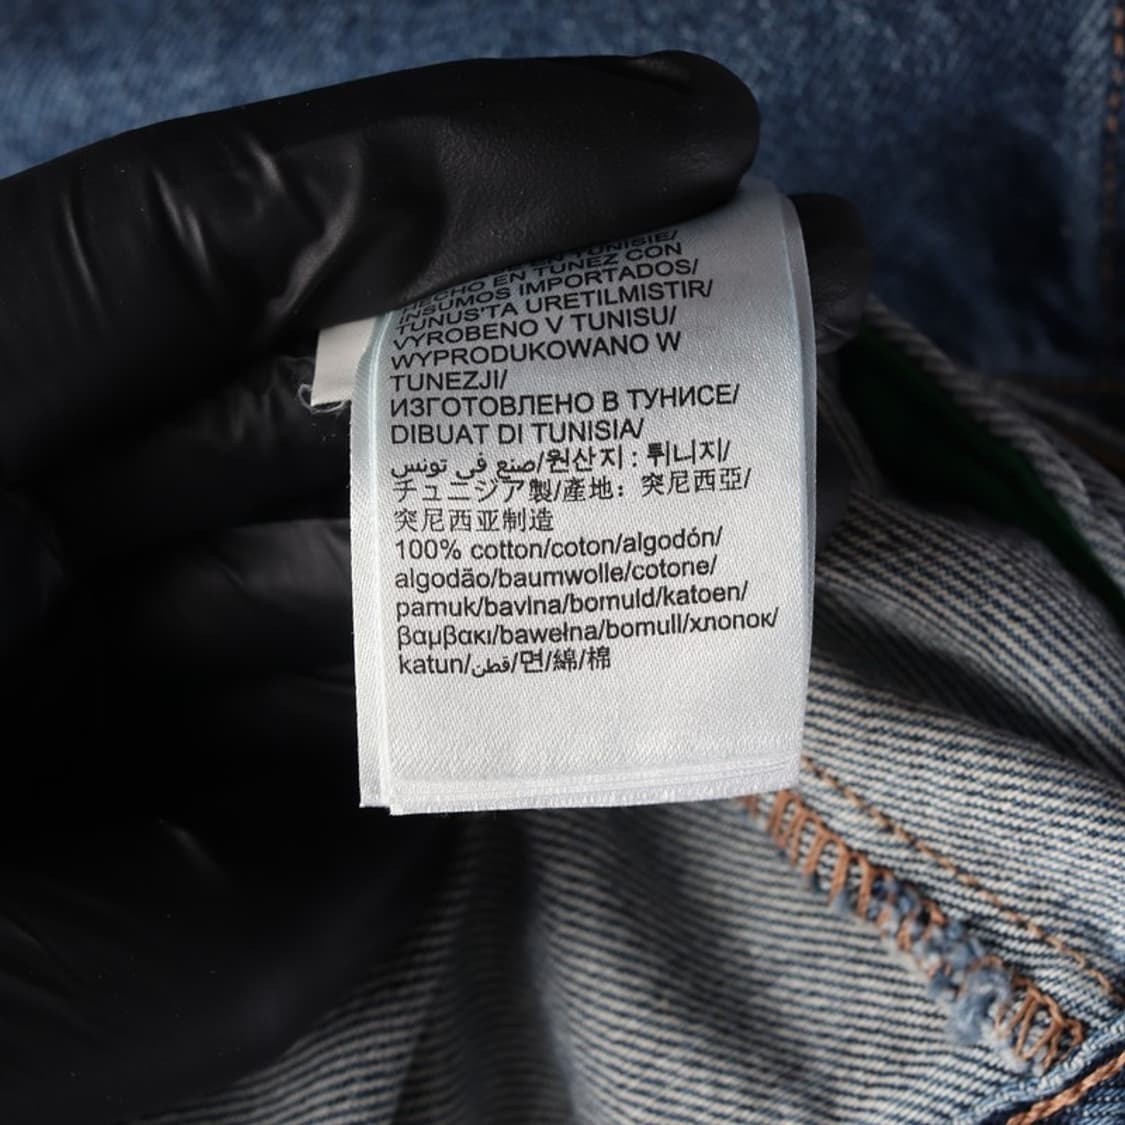 EN TUNISIE/
HECHO EN TUNEZ CON
INSUMOS IMPORTADOS/
TUNUS'TA URETILMISTIR/
VYROBENO V TUNISU/
WYPRODUKOWANO W
TUNEZJI/
ИЗГОТОВЛЕНО В ТУНИСЕ/
DIBUAT DI TUNISIA/
صنع في تونس/원산지 : 튀니지/
チュニジア製/產地：突尼西亞/
突尼西亚制造
100% cotton/coton/algodón/
algodão/baumwolle/cotone/
pamuk/bavlna/bomuld/katoen/
βαμβακι/bawełna/bomull/хлопок/
katun/قطن/면/綿/棉